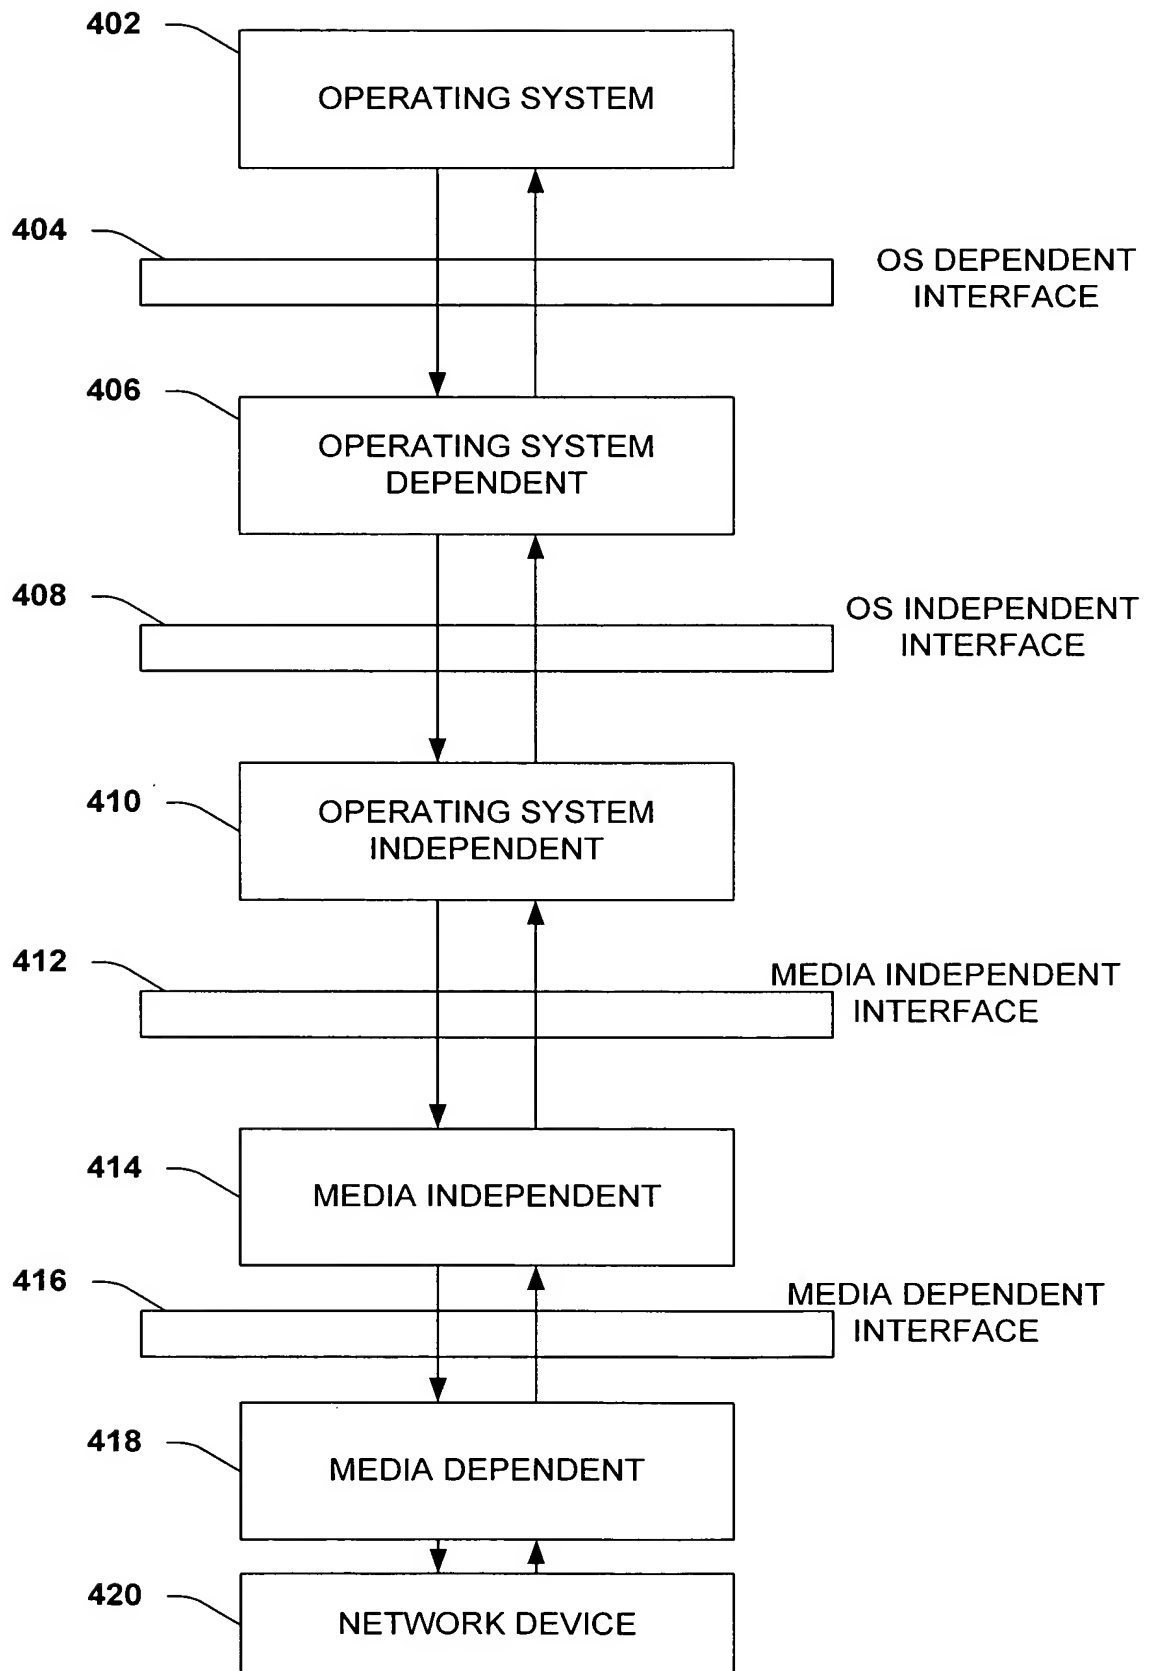 402
OPERATING SYSTEM
404
OS DEPENDENT
INTERFACE
406
OPERATING SYSTEM
DEPENDENT
408
OS INDEPENDENT
INTERFACE
410
OPERATING SYSTEM
INDEPENDENT
412
MEDIA INDEPENDENT
INTERFACE
414
MEDIA INDEPENDENT
416
MEDIA DEPENDENT
INTERFACE
418
MEDIA DEPENDENT
420
NETWORK DEVICE